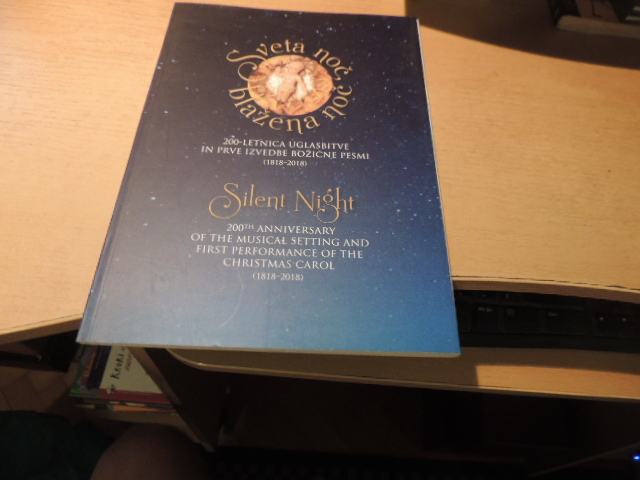 Sveta noč,
blažena noč
200-LETNICA UGLASBITVE
IN PRVE IZVEDBE BOŽIČNE PESMI
(1818-2018)
Silent Night
200TH ANNIVERSARY
OF THE MUSICAL SETTING AND
FIRST PERFORMANCE OF THE
CHRISTMAS CAROL
(1818-2018)